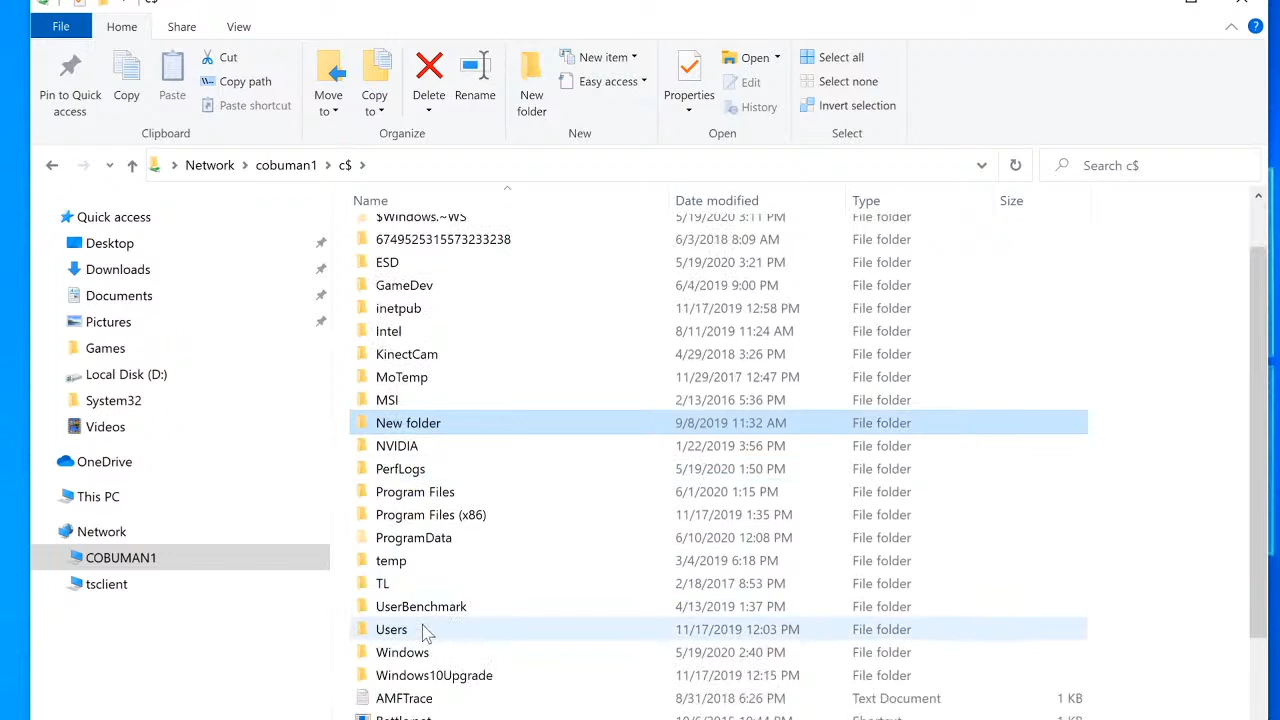 c$
File Home Share View
Pin to Quick access
Copy
Paste
Cut
Copy path
Paste shortcut
Clipboard
Move to
Copy to
Delete
Rename
Organize
New folder
New item
Easy access
New
Properties
Open
Edit
History
Open
Select all
Select none
Invert selection
Select
Network cobuman1 c$
Search c$
Quick access
Desktop
Downloads
Documents
Pictures
Games
Local Disk (D:)
System32
Videos
OneDrive
This PC
Network
COBUMAN1
tsclient
Name Date modified Type Size
$Windows.~WS 5/19/2020 3:11 PM File folder
6749525315573233238 6/3/2018 8:09 AM File folder
ESD 5/19/2020 3:21 PM File folder
GameDev 6/4/2019 9:00 PM File folder
inetpub 11/17/2019 12:58 PM File folder
Intel 8/11/2019 11:24 AM File folder
KinectCam 4/29/2018 3:26 PM File folder
MoTemp 11/29/2017 12:47 PM File folder
MSI 2/13/2016 5:36 PM File folder
New folder 9/8/2019 11:32 AM File folder
NVIDIA 1/22/2019 3:56 PM File folder
PerfLogs 5/19/2020 1:50 PM File folder
Program Files 6/1/2020 1:15 PM File folder
Program Files (x86) 11/17/2019 1:35 PM File folder
ProgramData 6/10/2020 12:08 PM File folder
temp 3/4/2019 6:18 PM File folder
TL 2/18/2017 8:53 PM File folder
UserBenchmark 4/13/2019 1:37 PM File folder
Users 11/17/2019 12:03 PM File folder
Windows 5/19/2020 2:40 PM File folder
Windows10Upgrade 11/17/2019 12:15 PM File folder
AMFTrace 8/31/2018 6:26 PM Text Document 1 KB